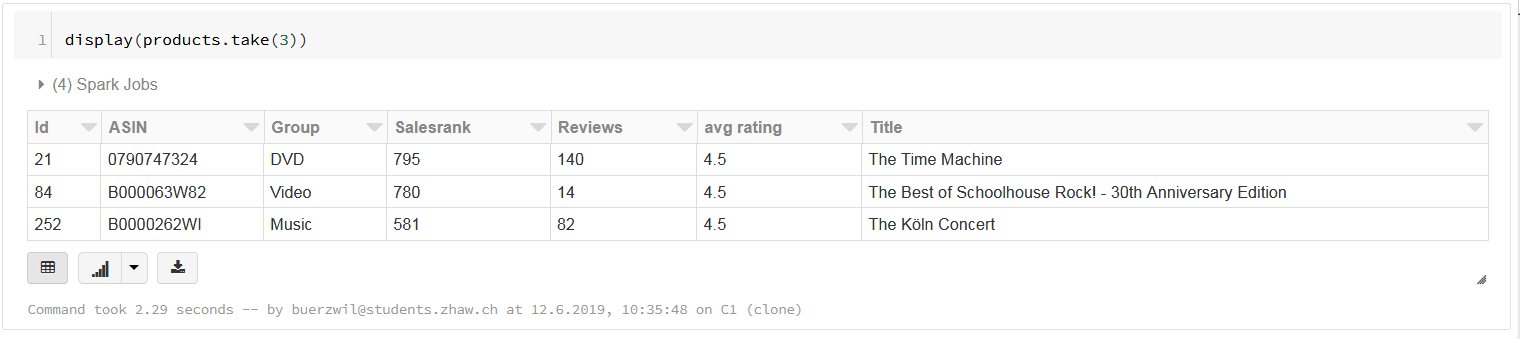 1 display(products.take(3))
(4) Spark Jobs
Id ASIN Group Salesrank Reviews avg rating Title
21 0790747324 DVD 795 140 4.5 The Time Machine
84 B000063W82 Video 780 14 4.5 The Best of Schoolhouse Rock! - 30th Anniversary Edition
252 B0000262WI Music 581 82 4.5 The Köln Concert
Command took 2.29 seconds -- by buerzwil@students.zhaw.ch at 12.6.2019, 10:35:48 on C1 (clone)